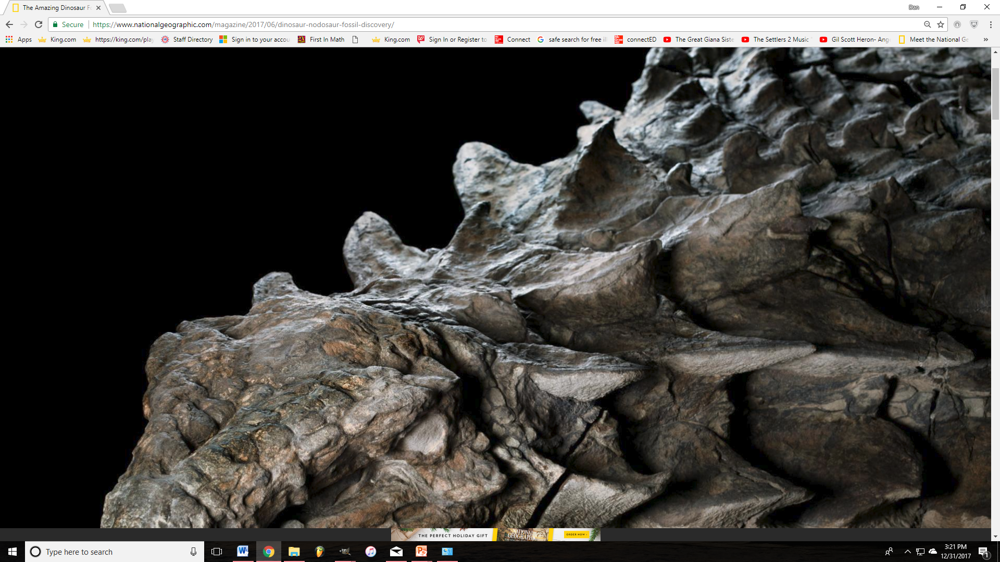 The Amazing Dinosaur Fo
Dan
Secure
https://www.nationalgeographic.com/magazine/2017/06/dinosaur-nodosaur-fossil-discovery/
Apps King.com https://king.com/play Staff Directory Sign in to your accou First In Math King.com Sign In or Register to Connect safe search for free ill connectED The Great Giana Siste The Settlers 2 Music Gil Scott Heron- Ang Meet the National Ge
THE PERFECT HOLIDAY GIFT NATIONAL GEOGRAPHIC ORDER NOW
Type here to search
3:21 PM
12/31/2017
1